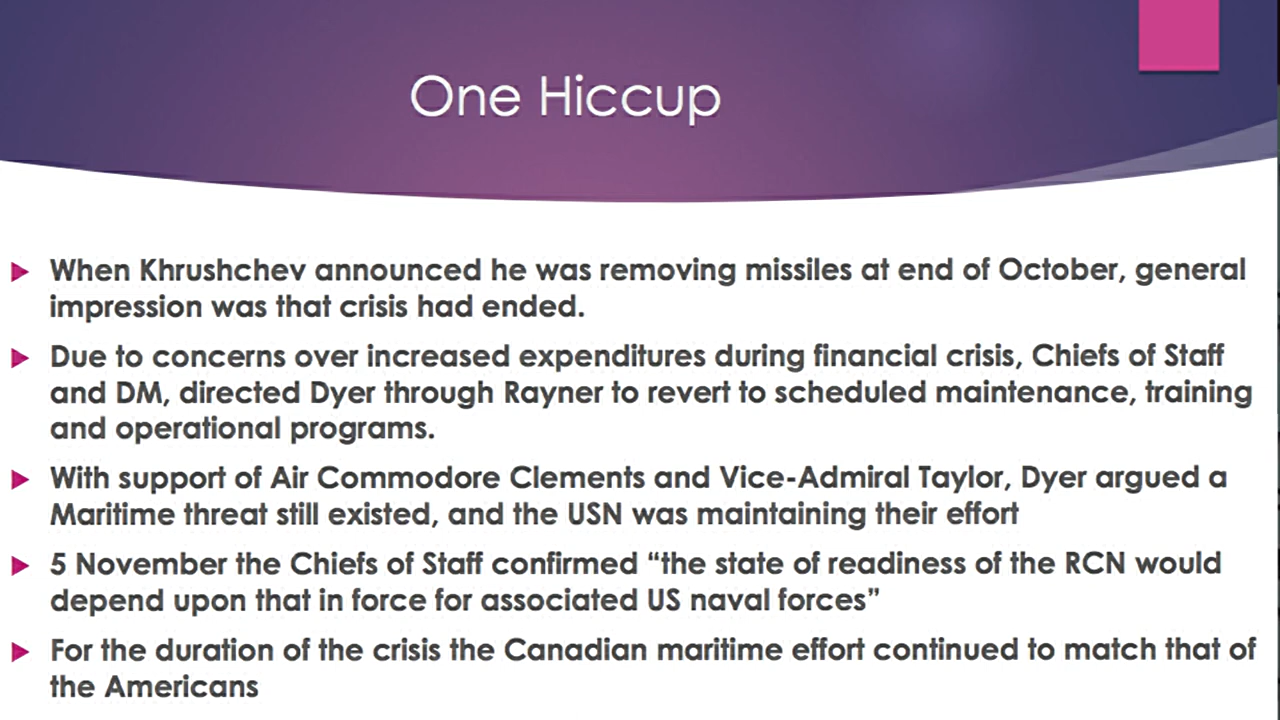 One Hiccup
When Khrushchev announced he was removing missiles at end of October, general
impression was that crisis had ended.
Due to concerns over increased expenditures during financial crisis, Chiefs of Staff
and DM, directed Dyer through Rayner to revert to scheduled maintenance, training
and operational programs.
With support of Air Commodore Clements and Vice-Admiral Taylor, Dyer argued a
Maritime threat still existed, and the USN was maintaining their effort
5 November the Chiefs of Staff confirmed “the state of readiness of the RCN would
depend upon that in force for associated US naval forces”
For the duration of the crisis the Canadian maritime effort continued to match that of
the Americans